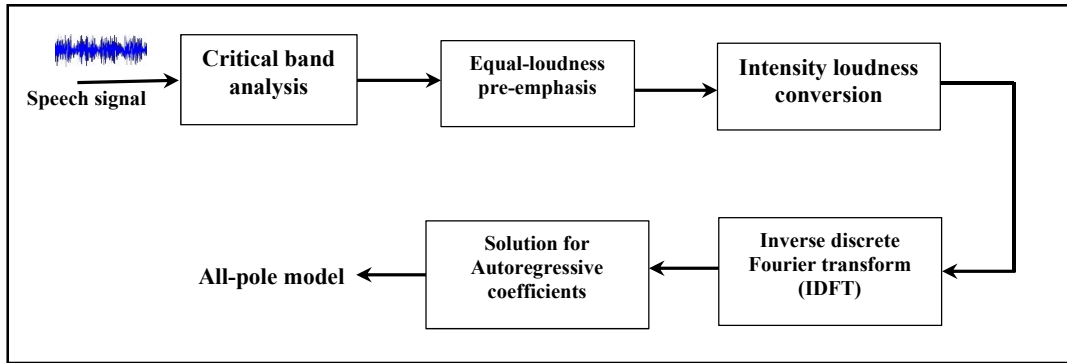 Speech signal
Critical band
analysis
Equal-loudness
pre-emphasis
Intensity loudness
conversion
Inverse discrete
Fourier transform
(IDFT)
Solution for
Autoregressive
coefficients
All-pole model